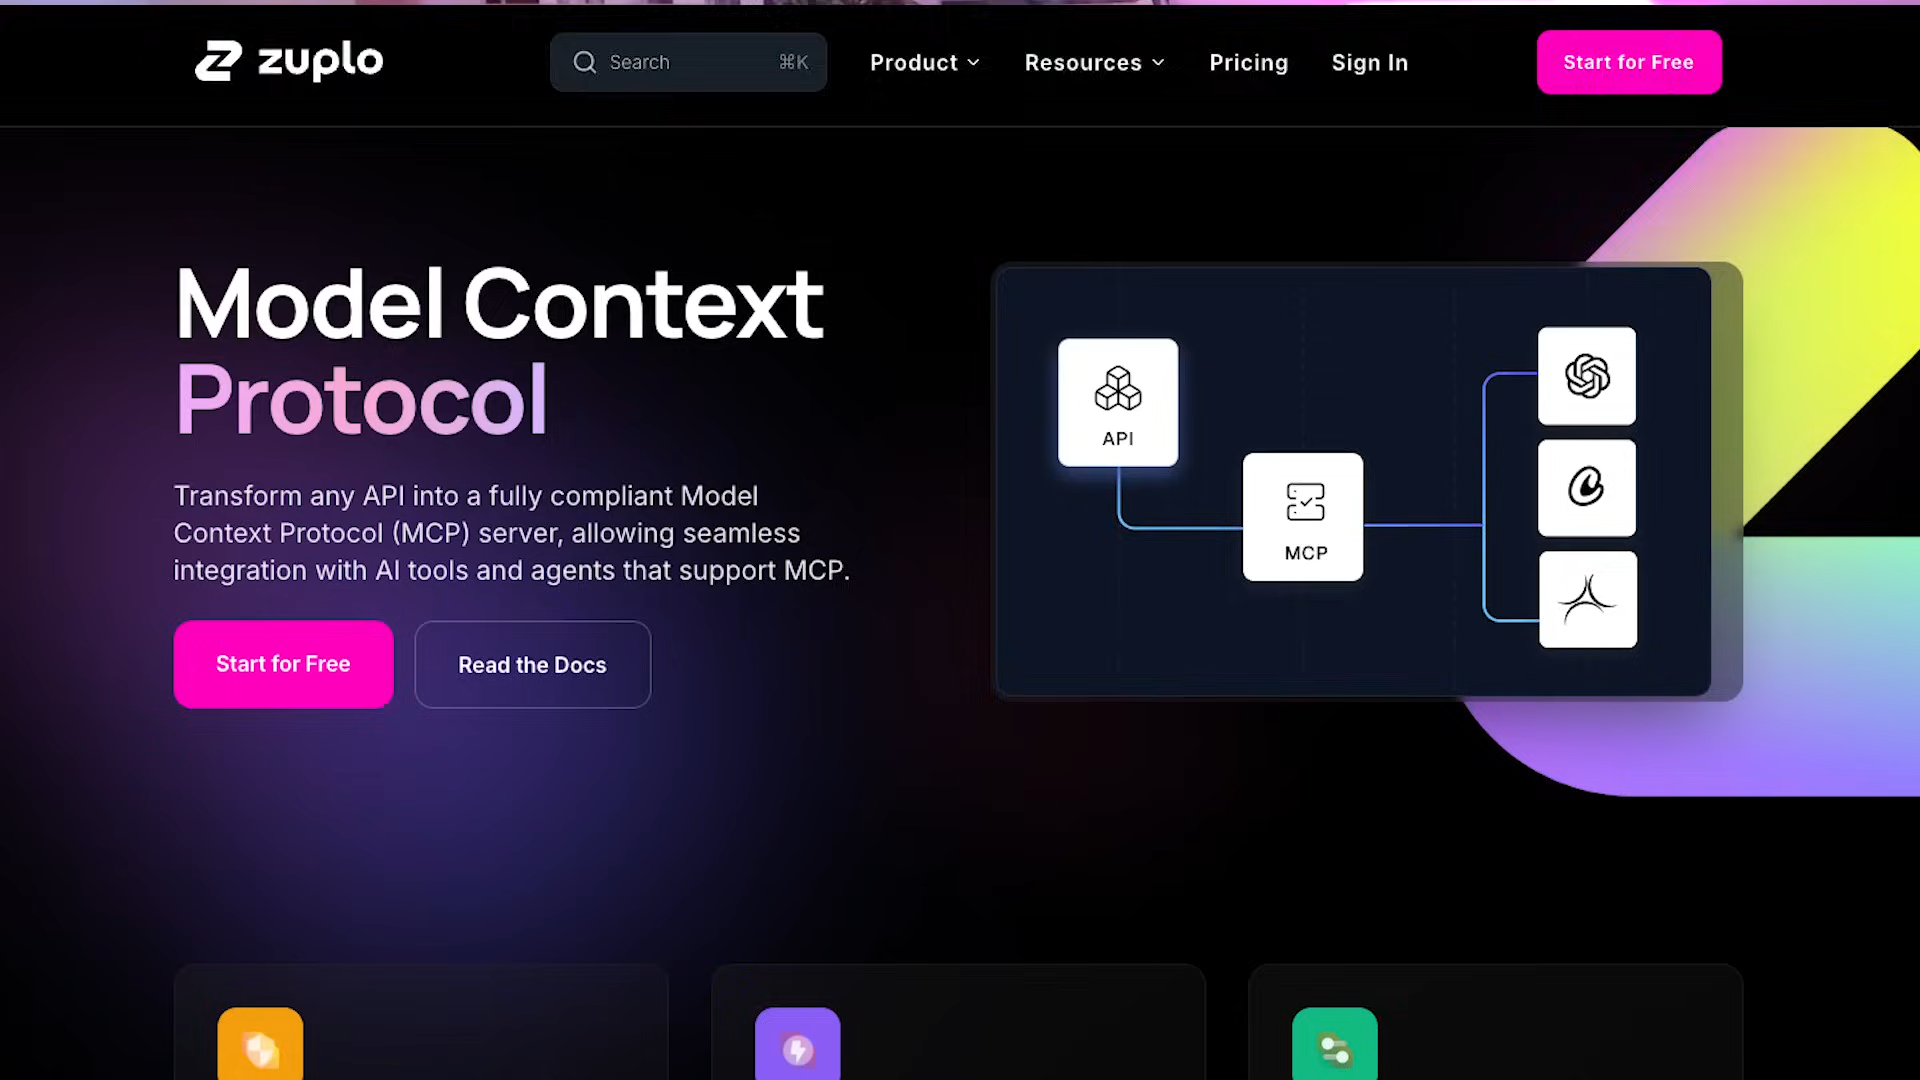 zuplo
Search
⌘K
Product
Resources
Pricing
Sign In
Start for Free
Model Context
Protocol
Transform any API into a fully compliant Model
Context Protocol (MCP) server, allowing seamless
integration with AI tools and agents that support MCP.
Start for Free
Read the Docs
API
MCP